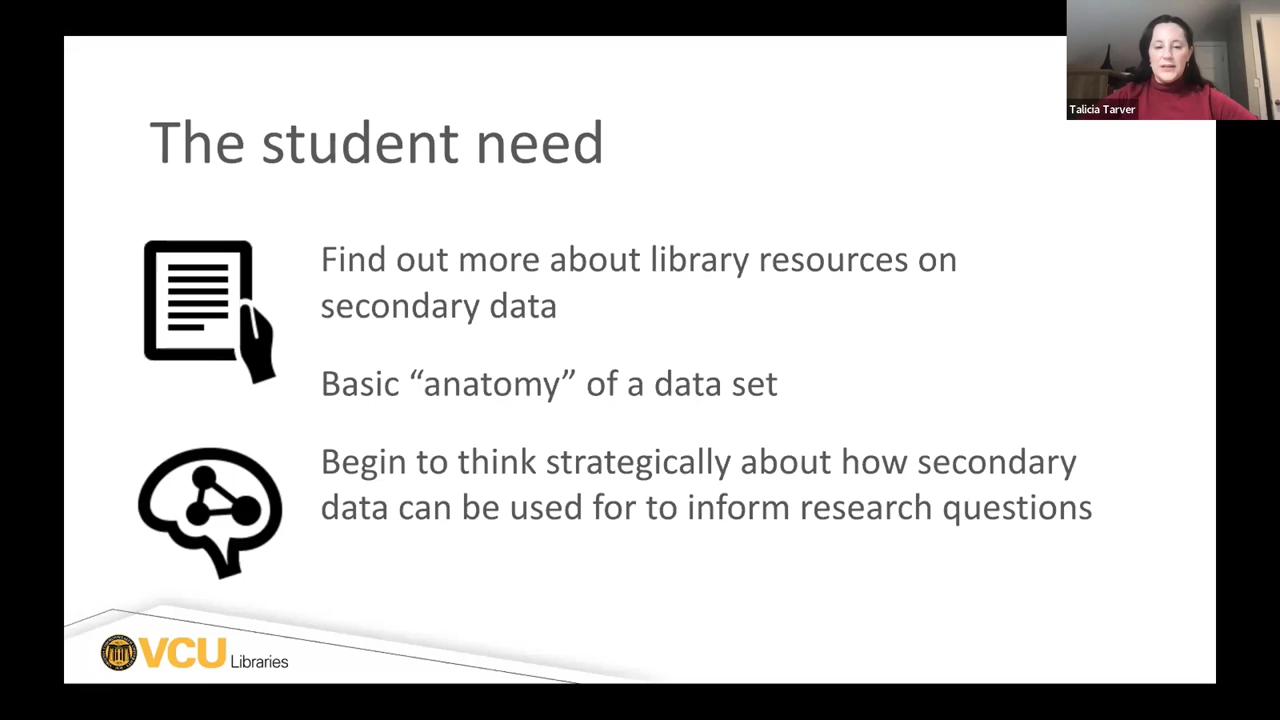 Talicia Tarver
The student need
Find out more about library resources on
secondary data
Basic “anatomy” of a data set
Begin to think strategically about how secondary
data can be used for to inform research questions
VCU Libraries